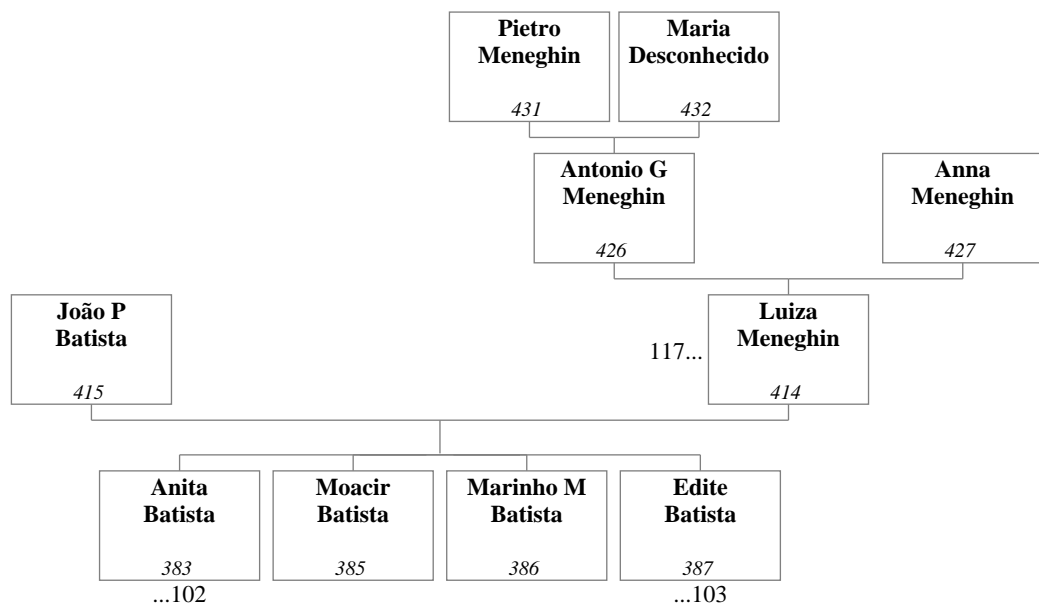 Pietro
Meneghin
431
Maria
Desconhecido
432
Antonio G
Meneghin
426
Anna
Meneghin
427
João P
Batista
415
117...
Luiza
Meneghin
414
Anita
Batista
383
...102
Moacir
Batista
385
Marinho M
Batista
386
Edite
Batista
387
...103